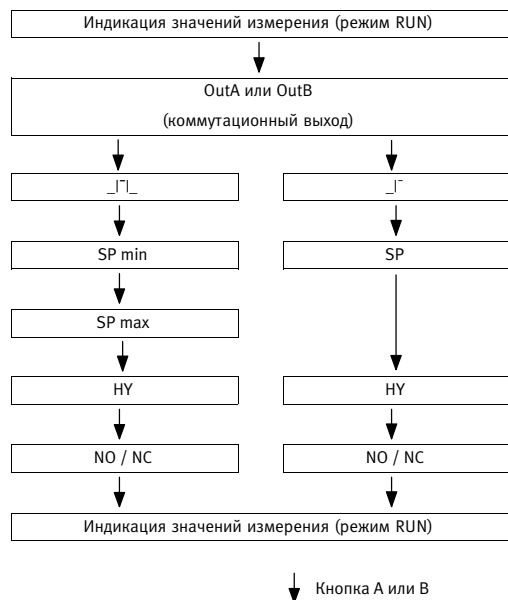 Индикация значений измерения (режим RUN)
OutA или OutB
(коммутационный выход)
_|¯|_
_|¯
SP min
SP
SP max
HY
HY
NO / NC
NO / NC
Индикация значений измерения (режим RUN)
Кнопка A или B